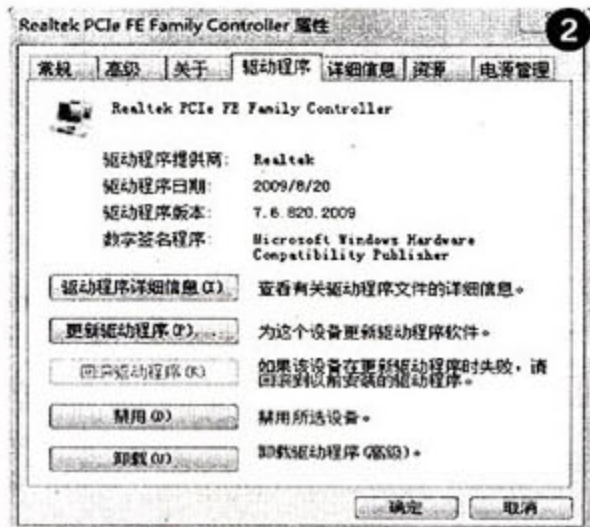 Realtek PCIe FE Family Controller 属性
2
常规 高级 关于 驱动程序 详细信息 资源 电源管理
Realtek PCIe FE Family Controller
驱动程序提供商: Realtek
驱动程序日期: 2009/8/20
驱动程序版本: 7.6.820.2009
数字签名程序: Microsoft Windows Hardware
Compatibility Publisher
驱动程序详细信息(I) 查看有关驱动程序文件的详细信息。
更新驱动程序(P)... 为这个设备更新驱动程序软件。
回滚驱动程序(R) 如果该设备在更新驱动程序时失败，请
回滚到以前安装的驱动程序。
禁用(D) 禁用所选设备。
卸载(U) 卸载驱动程序(高级)。
确定 取消